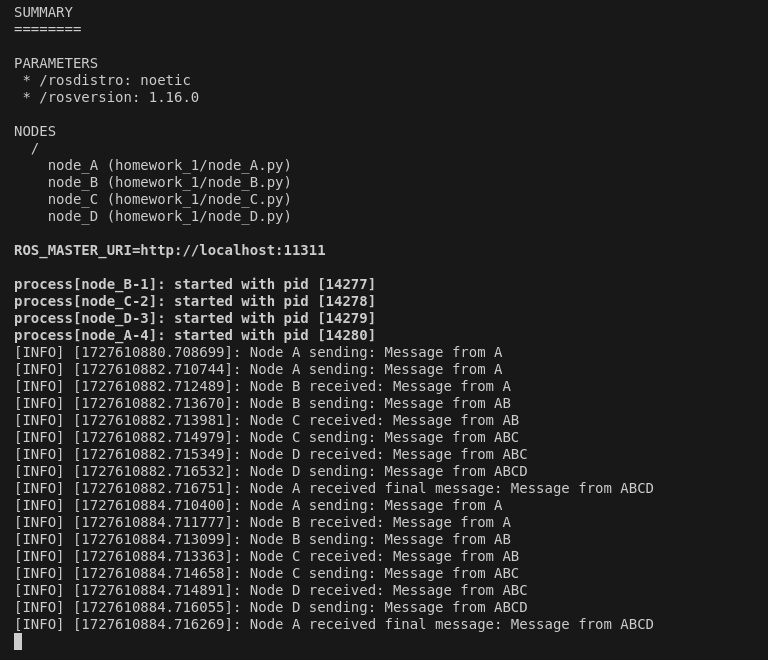 SUMMARY
========
PARAMETERS
* /rosdistro: noetic
* /rosversion: 1.16.0
NODES
/
node_A (homework_1/node_A.py)
node_B (homework_1/node_B.py)
node_C (homework_1/node_C.py)
node_D (homework_1/node_D.py)
ROS_MASTER_URI=http://localhost:11311
process[node_B-1]: started with pid [14277]
process[node_C-2]: started with pid [14278]
process[node_D-3]: started with pid [14279]
process[node_A-4]: started with pid [14280]
[INFO] [1727610880.708699]: Node A sending: Message from A
[INFO] [1727610882.710744]: Node A sending: Message from A
[INFO] [1727610882.712489]: Node B received: Message from A
[INFO] [1727610882.713670]: Node B sending: Message from AB
[INFO] [1727610882.713981]: Node C received: Message from AB
[INFO] [1727610882.714979]: Node C sending: Message from ABC
[INFO] [1727610882.715349]: Node D received: Message from ABC
[INFO] [1727610882.716532]: Node D sending: Message from ABCD
[INFO] [1727610882.716751]: Node A received final message: Message from ABCD
[INFO] [1727610884.710400]: Node A sending: Message from A
[INFO] [1727610884.711777]: Node B received: Message from A
[INFO] [1727610884.713099]: Node B sending: Message from AB
[INFO] [1727610884.713363]: Node C received: Message from AB
[INFO] [1727610884.714658]: Node C sending: Message from ABC
[INFO] [1727610884.714891]: Node D received: Message from ABC
[INFO] [1727610884.716055]: Node D sending: Message from ABCD
[INFO] [1727610884.716269]: Node A received final message: Message from ABCD